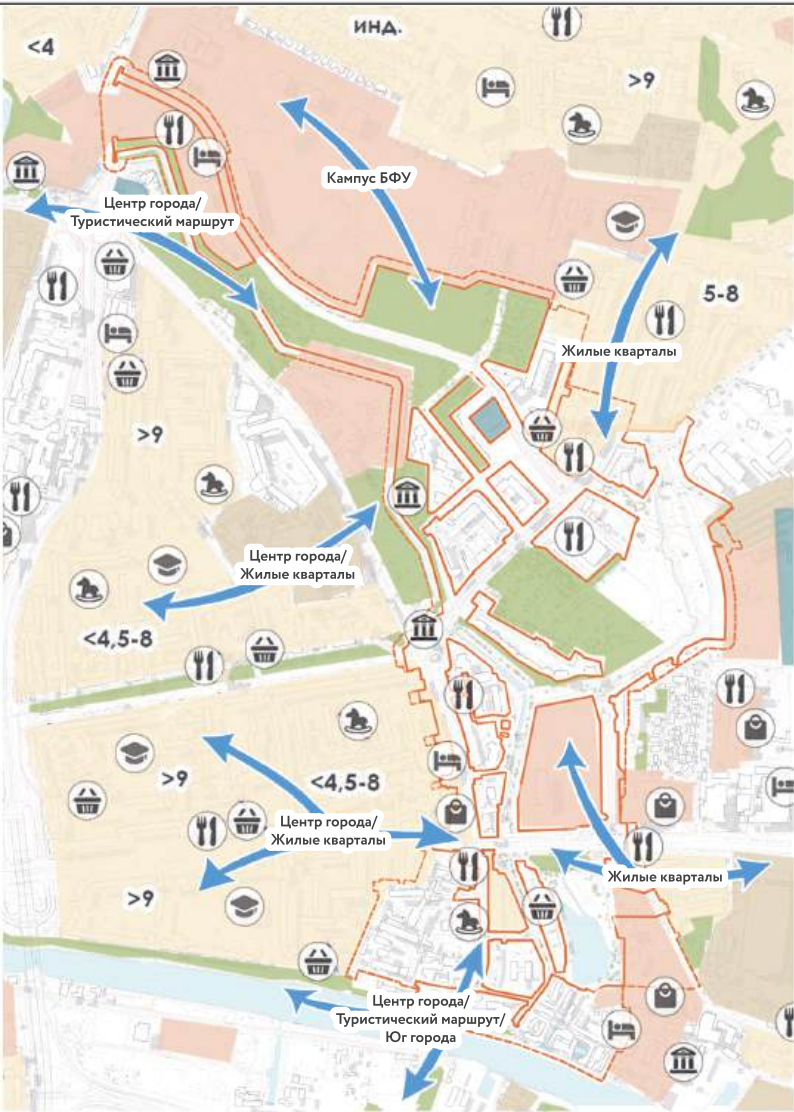 ИНД.
<4
>9
Кампус БФУ
Центр города/
Туристический маршрут
5-8
Жилые кварталы
>9
Центр города/
Жилые кварталы
<4,5-8
>9
<4,5-8
Центр города/
Жилые кварталы
Жилые кварталы
>9
Центр города/
Туристический маршрут/
Юг города